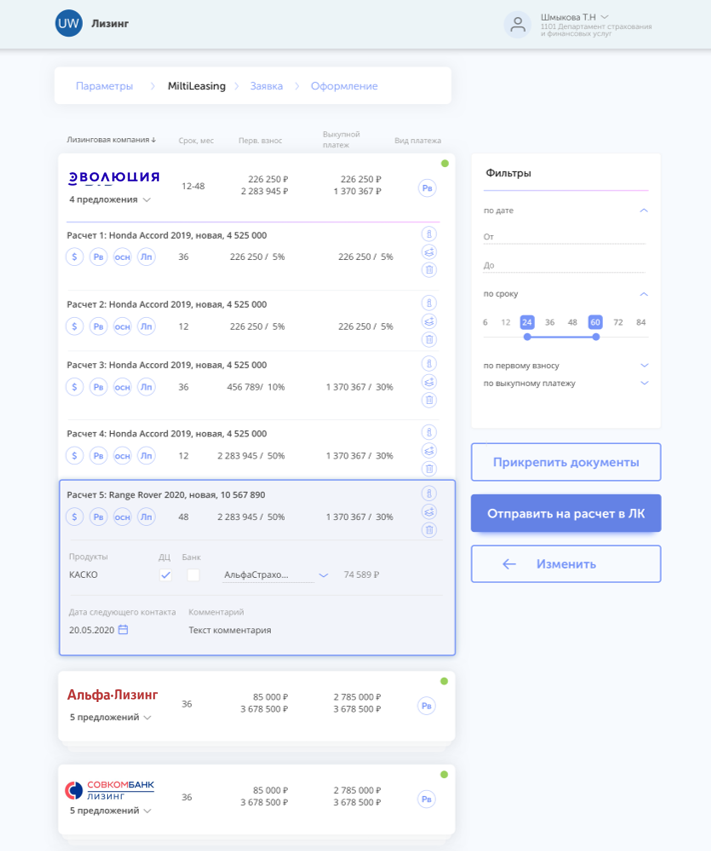 UW Лизинг
Шмыкова Т.Н
1101 Департамент страхования
и финансовых услуг
Параметры
MiltiLeasing
Заявка
Оформление
Лизинговая компания ↓ Срок, мес Перв. взнос Выкупной платеж Вид платежа
ЭВОЛЮЦИЯ
4 предложения
12-48
226 250 ₽
2 283 945 ₽
226 250 ₽
1 370 367 ₽
Рв
Расчет 1: Honda Accord 2019, новая, 4 525 000
$ Рв осн Лп 36 226 250 / 5% 226 250 / 5%
Расчет 2: Honda Accord 2019, новая, 4 525 000
$ Рв осн Лп 12 226 250 / 5% 226 250 / 5%
Расчет 3: Honda Accord 2019, новая, 4 525 000
$ Рв осн Лп 36 456 789/ 10% 1 370 367 / 30%
Расчет 4: Honda Accord 2019, новая, 4 525 000
$ Рв осн Лп 12 2 283 945 / 50% 1 370 367 / 30%
Расчет 5: Range Rover 2020, новая, 10 567 890
$ Рв осн Лп 48 2 283 945 / 50% 1 370 367 / 30%
Продукты ДЦ Банк
КАСКО АльфаСтрахо... 74 589 ₽
Дата следующего контакта Комментарий
20.05.2020 Текст комментария
Альфа·Лизинг
5 предложений
36
85 000 ₽
3 678 500 ₽
2 785 000 ₽
3 678 500 ₽
Рв
СОВКОМБАНК
ЛИЗИНГ
5 предложений
36
85 000 ₽
3 678 500 ₽
2 785 000 ₽
3 678 500 ₽
Рв
Фильтры
по дате
От
До
по сроку
6 12 24 36 48 60 72 84
по первому взносу
по выкупному платежу
Прикрепить документы
Отправить на расчет в ЛК
← Изменить